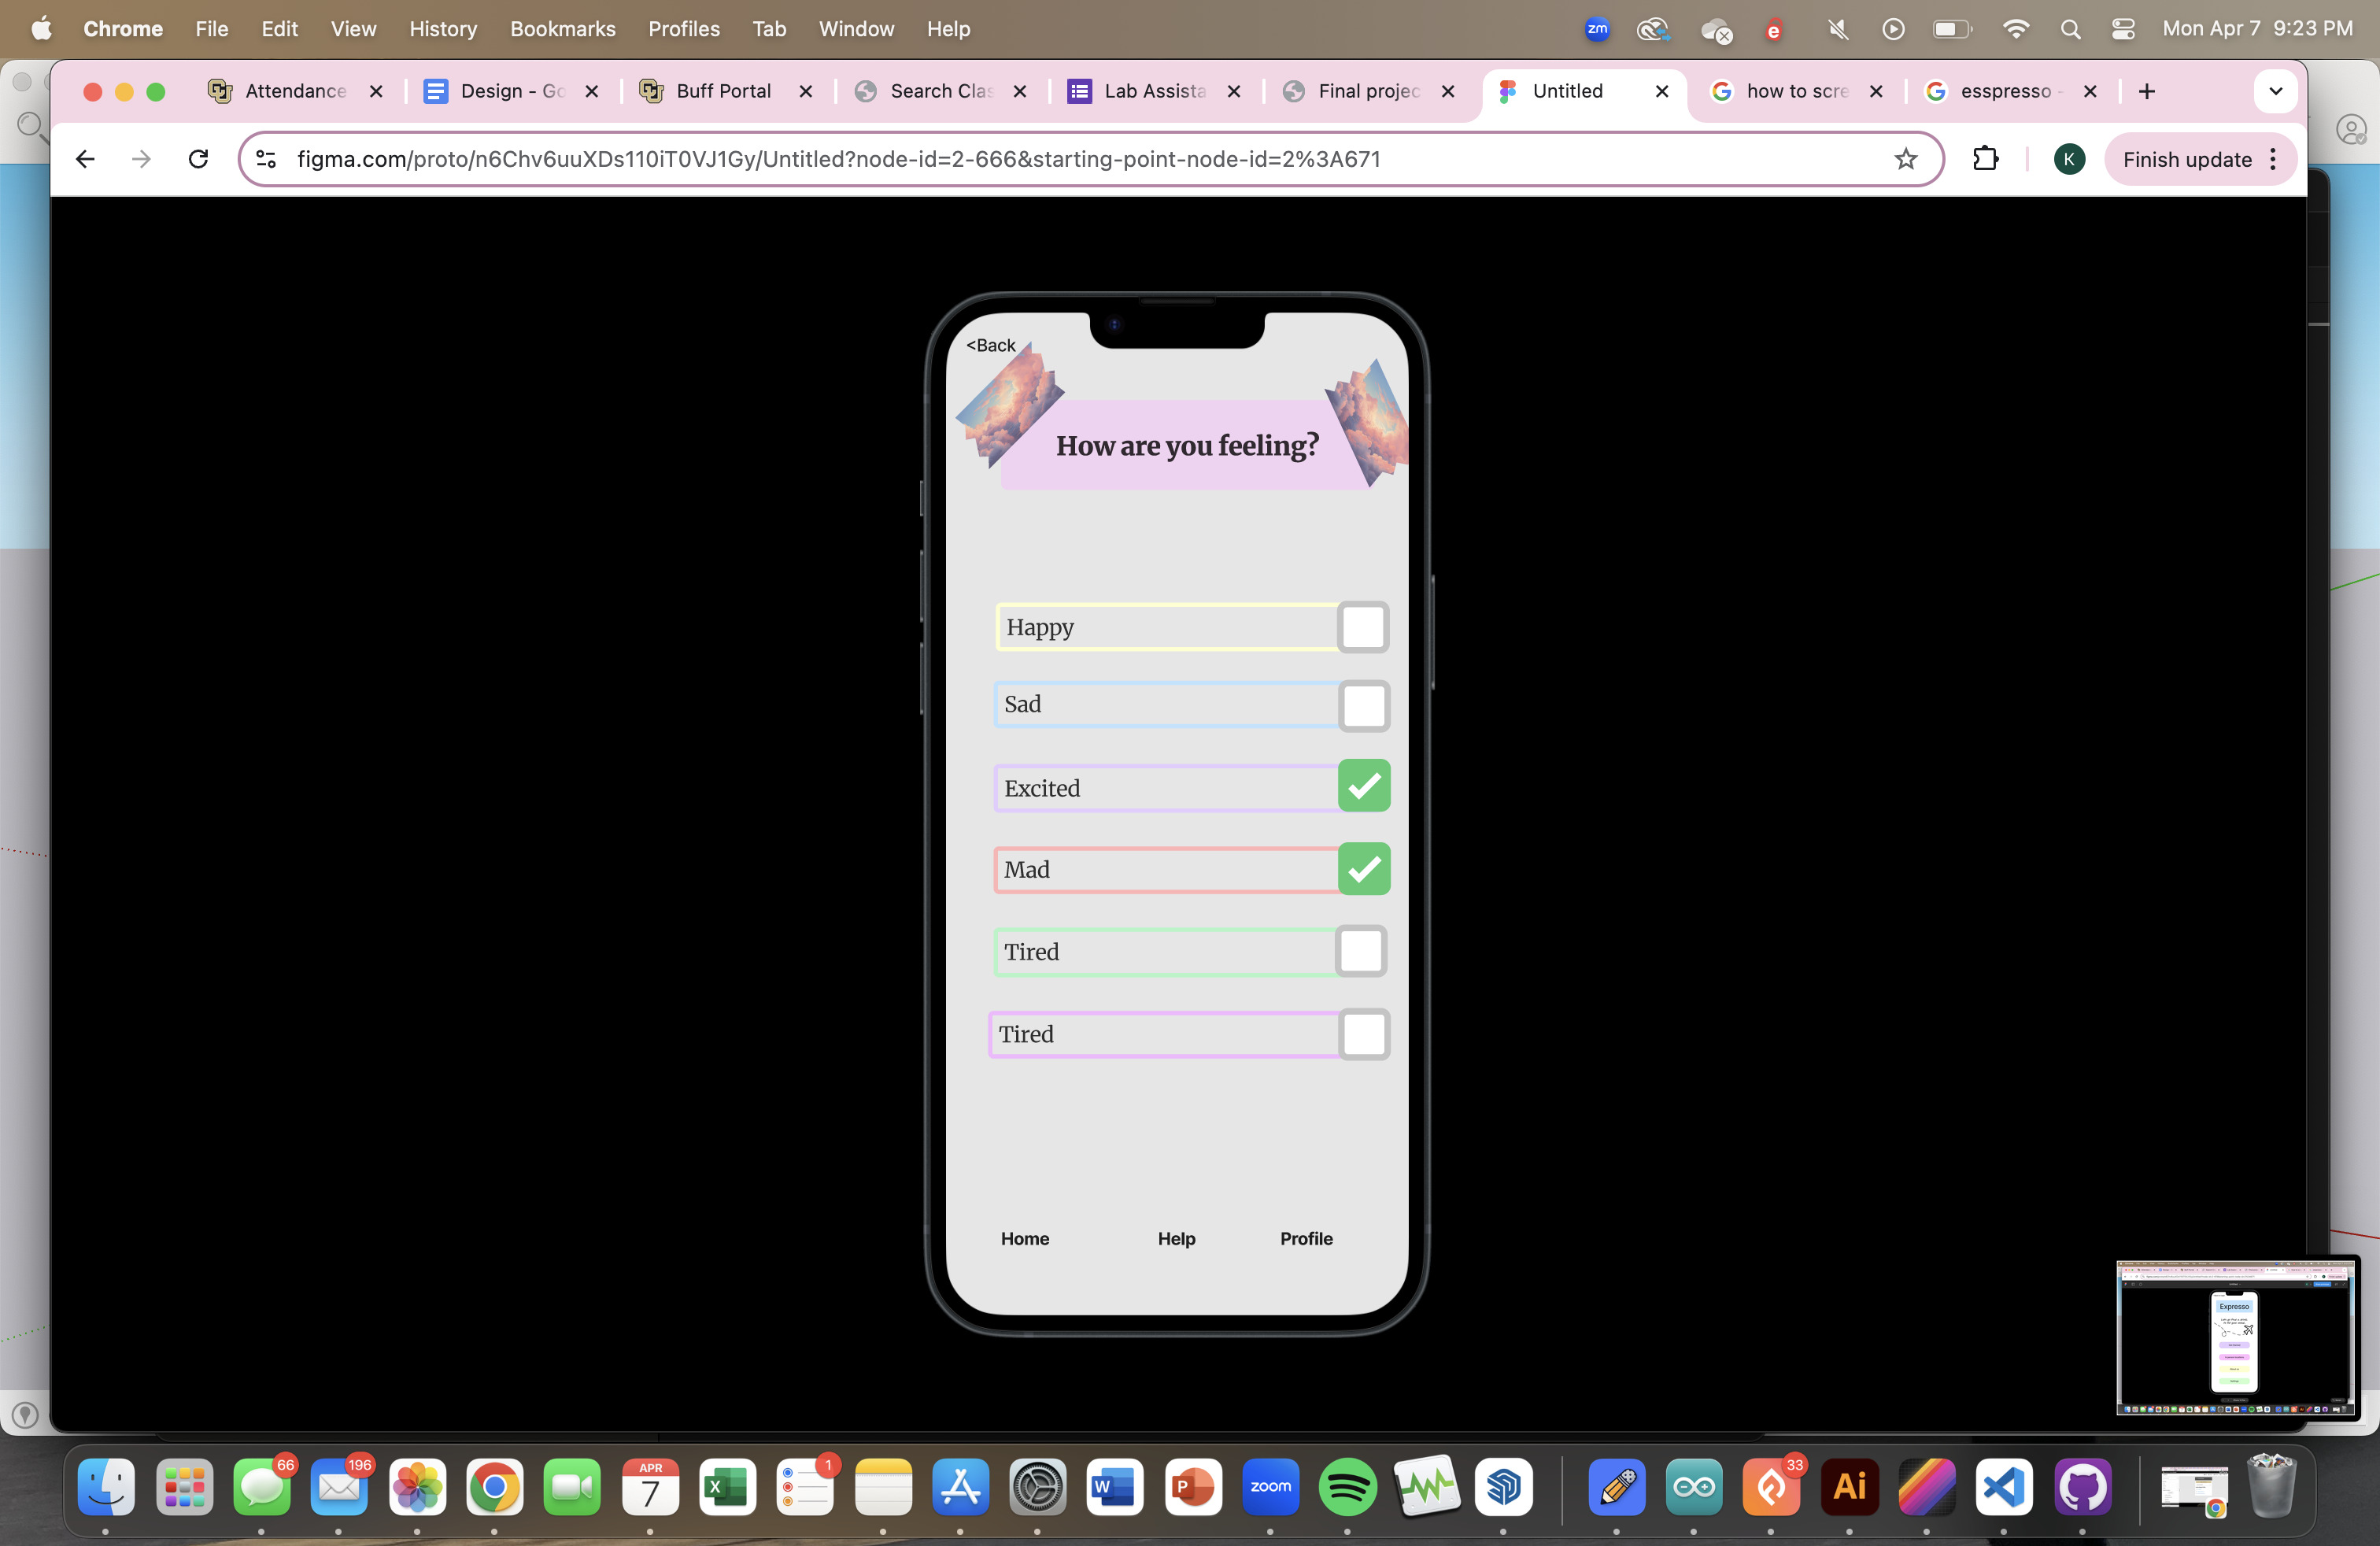 Chrome File Edit View History Bookmarks Profiles Tab Window Help zm e Mon Apr 7 9:23 PM
Attendance Design - Go Buff Portal Search Clas Lab Assista Final projec Untitled how to scre esspresso -
figma.com/proto/n6Chv6uuXDs110iT0VJ1Gy/Untitled?node-id=2-666&starting-point-node-id=2%3A671 K Finish update
<Back
How are you feeling?
Happy
Sad
Excited
Mad
Tired
Tired
Home Help Profile
Expresso
66 196 APR 7 X 1 W P zoom 33 Ai